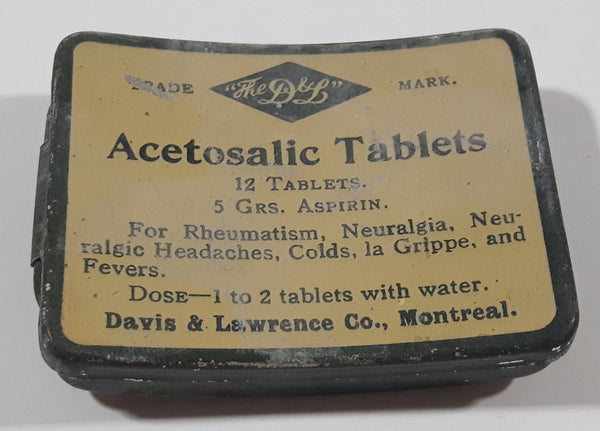 TRADE "The D&L" MARK.
Acetosalic Tablets
12 TABLETS.
5 GRS. ASPIRIN.
For Rheumatism, Neuralgia, Neu-
ralgic Headaches, Colds, la Grippe, and
Fevers.
DOSE—1 to 2 tablets with water.
Davis & Lawrence Co., Montreal.